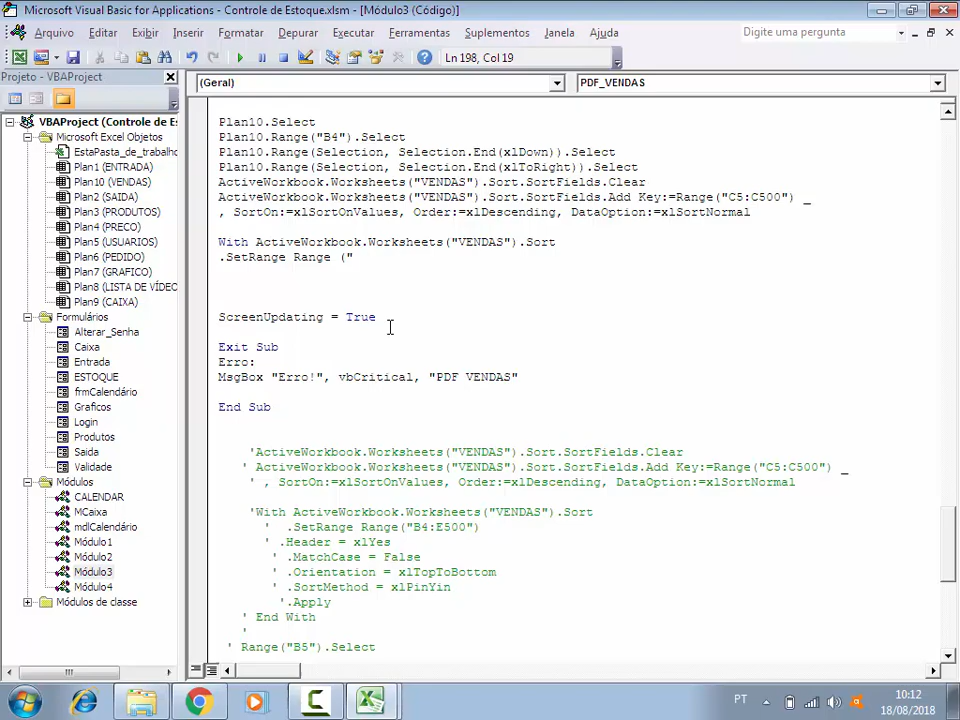 Microsoft Visual Basic for Applications - Controle de Estoque.xlsm - [Módulo3 (Código)]
Arquivo Editar Exibir Inserir Formatar Depurar Executar Ferramentas Suplementos Janela Ajuda
Digite uma pergunta
Ln 198, Col 19
Projeto - VBAProject
(Geral)
PDF_VENDAS
VBAProject (Controle de Es
Microsoft Excel Objetos
EstaPasta_de_trabalho
Plan1 (ENTRADA)
Plan10 (VENDAS)
Plan2 (SAIDA)
Plan3 (PRODUTOS)
Plan4 (PRECO)
Plan5 (USUARIOS)
Plan6 (PEDIDO)
Plan7 (GRAFICO)
Plan8 (LISTA DE VÍDEO
Plan9 (CAIXA)
Formulários
Alterar_Senha
Caixa
Entrada
ESTOQUE
frmCalendário
Graficos
Login
Produtos
Saida
Validade
Módulos
CALENDAR
MCaixa
mdlCalendário
Módulo1
Módulo2
Módulo3
Módulo4
Módulos de classe
Plan10.Select
Plan10.Range("B4").Select
Plan10.Range(Selection, Selection.End(xlDown)).Select
Plan10.Range(Selection, Selection.End(xlToRight)).Select
ActiveWorkbook.Worksheets("VENDAS").Sort.SortFields.Clear
ActiveWorkbook.Worksheets("VENDAS").Sort.SortFields.Add Key:=Range("C5:C500") _
, SortOn:=xlSortOnValues, Order:=xlDescending, DataOption:=xlSortNormal
With ActiveWorkbook.Worksheets("VENDAS").Sort
.SetRange Range ("
ScreenUpdating = True
Exit Sub
Erro:
MsgBox "Erro!", vbCritical, "PDF VENDAS"
End Sub
'ActiveWorkbook.Worksheets("VENDAS").Sort.SortFields.Clear
' ActiveWorkbook.Worksheets("VENDAS").Sort.SortFields.Add Key:=Range("C5:C500") _
' , SortOn:=xlSortOnValues, Order:=xlDescending, DataOption:=xlSortNormal
'With ActiveWorkbook.Worksheets("VENDAS").Sort
' .SetRange Range("B4:E500")
' .Header = xlYes
' .MatchCase = False
' .Orientation = xlTopToBottom
' .SortMethod = xlPinYin
'.Apply
' End With
'
' Range("B5").Select
PT
10:12
18/08/2018